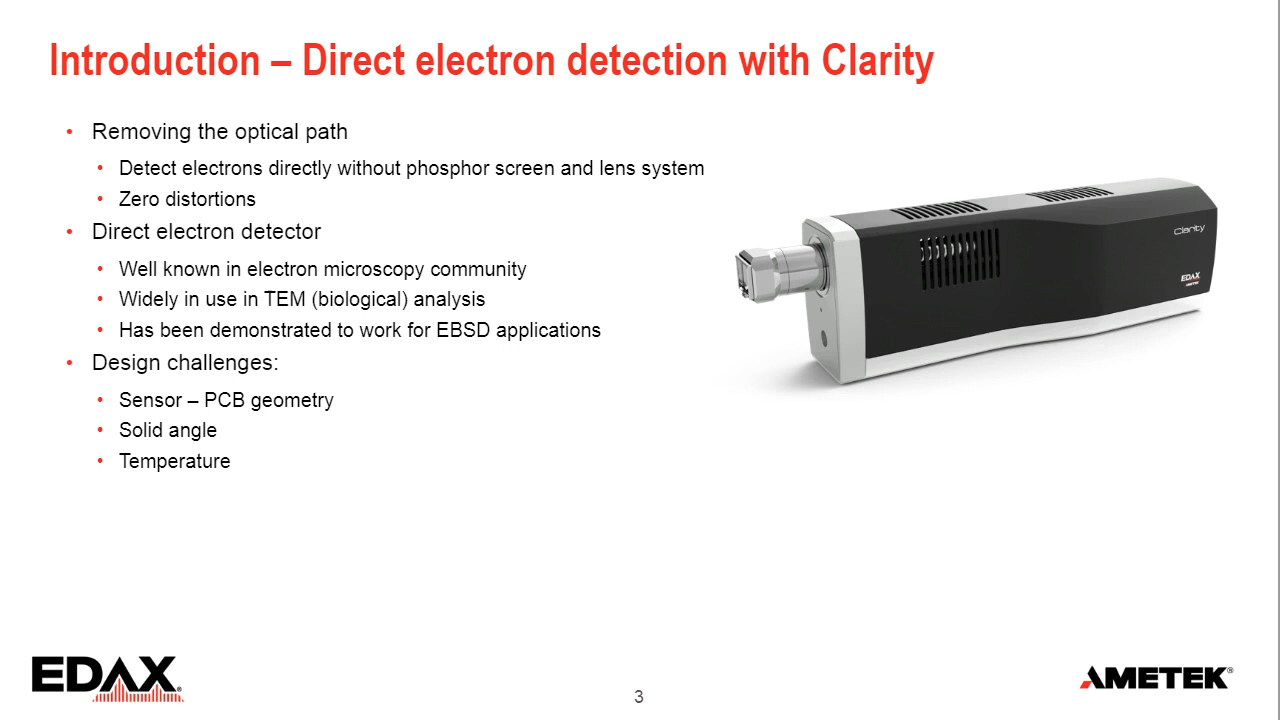 Introduction – Direct electron detection with Clarity
• Removing the optical path
• Detect electrons directly without phosphor screen and lens system
• Zero distortions
• Direct electron detector
• Well known in electron microscopy community
• Widely in use in TEM (biological) analysis
• Has been demonstrated to work for EBSD applications
• Design challenges:
• Sensor – PCB geometry
• Solid angle
• Temperature
Clarity
EDAX
AMETEK
EDAX®
3
AMETEK®